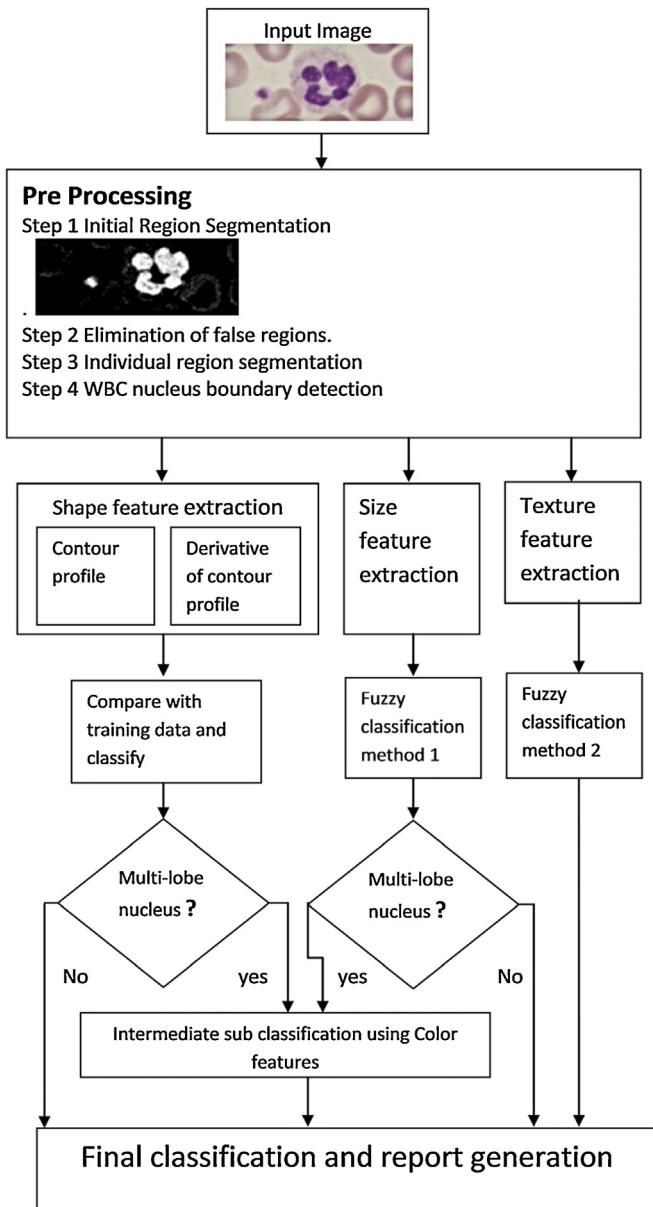 Input Image
Pre Processing
Step 1 Initial Region Segmentation
.
Step 2 Elimination of false regions.
Step 3 Individual region segmentation
Step 4 WBC nucleus boundary detection
Shape feature extraction
Contour
profile
Derivative
of contour
profile
Size
feature
extraction
Texture
feature
extraction
Compare with
training data and
classify
Fuzzy
classification
method 1
Fuzzy
classification
method 2
Multi-lobe
nucleus ?
Multi-lobe
nucleus ?
No
yes
yes
No
Intermediate sub classification using Color
features
Final classification and report generation